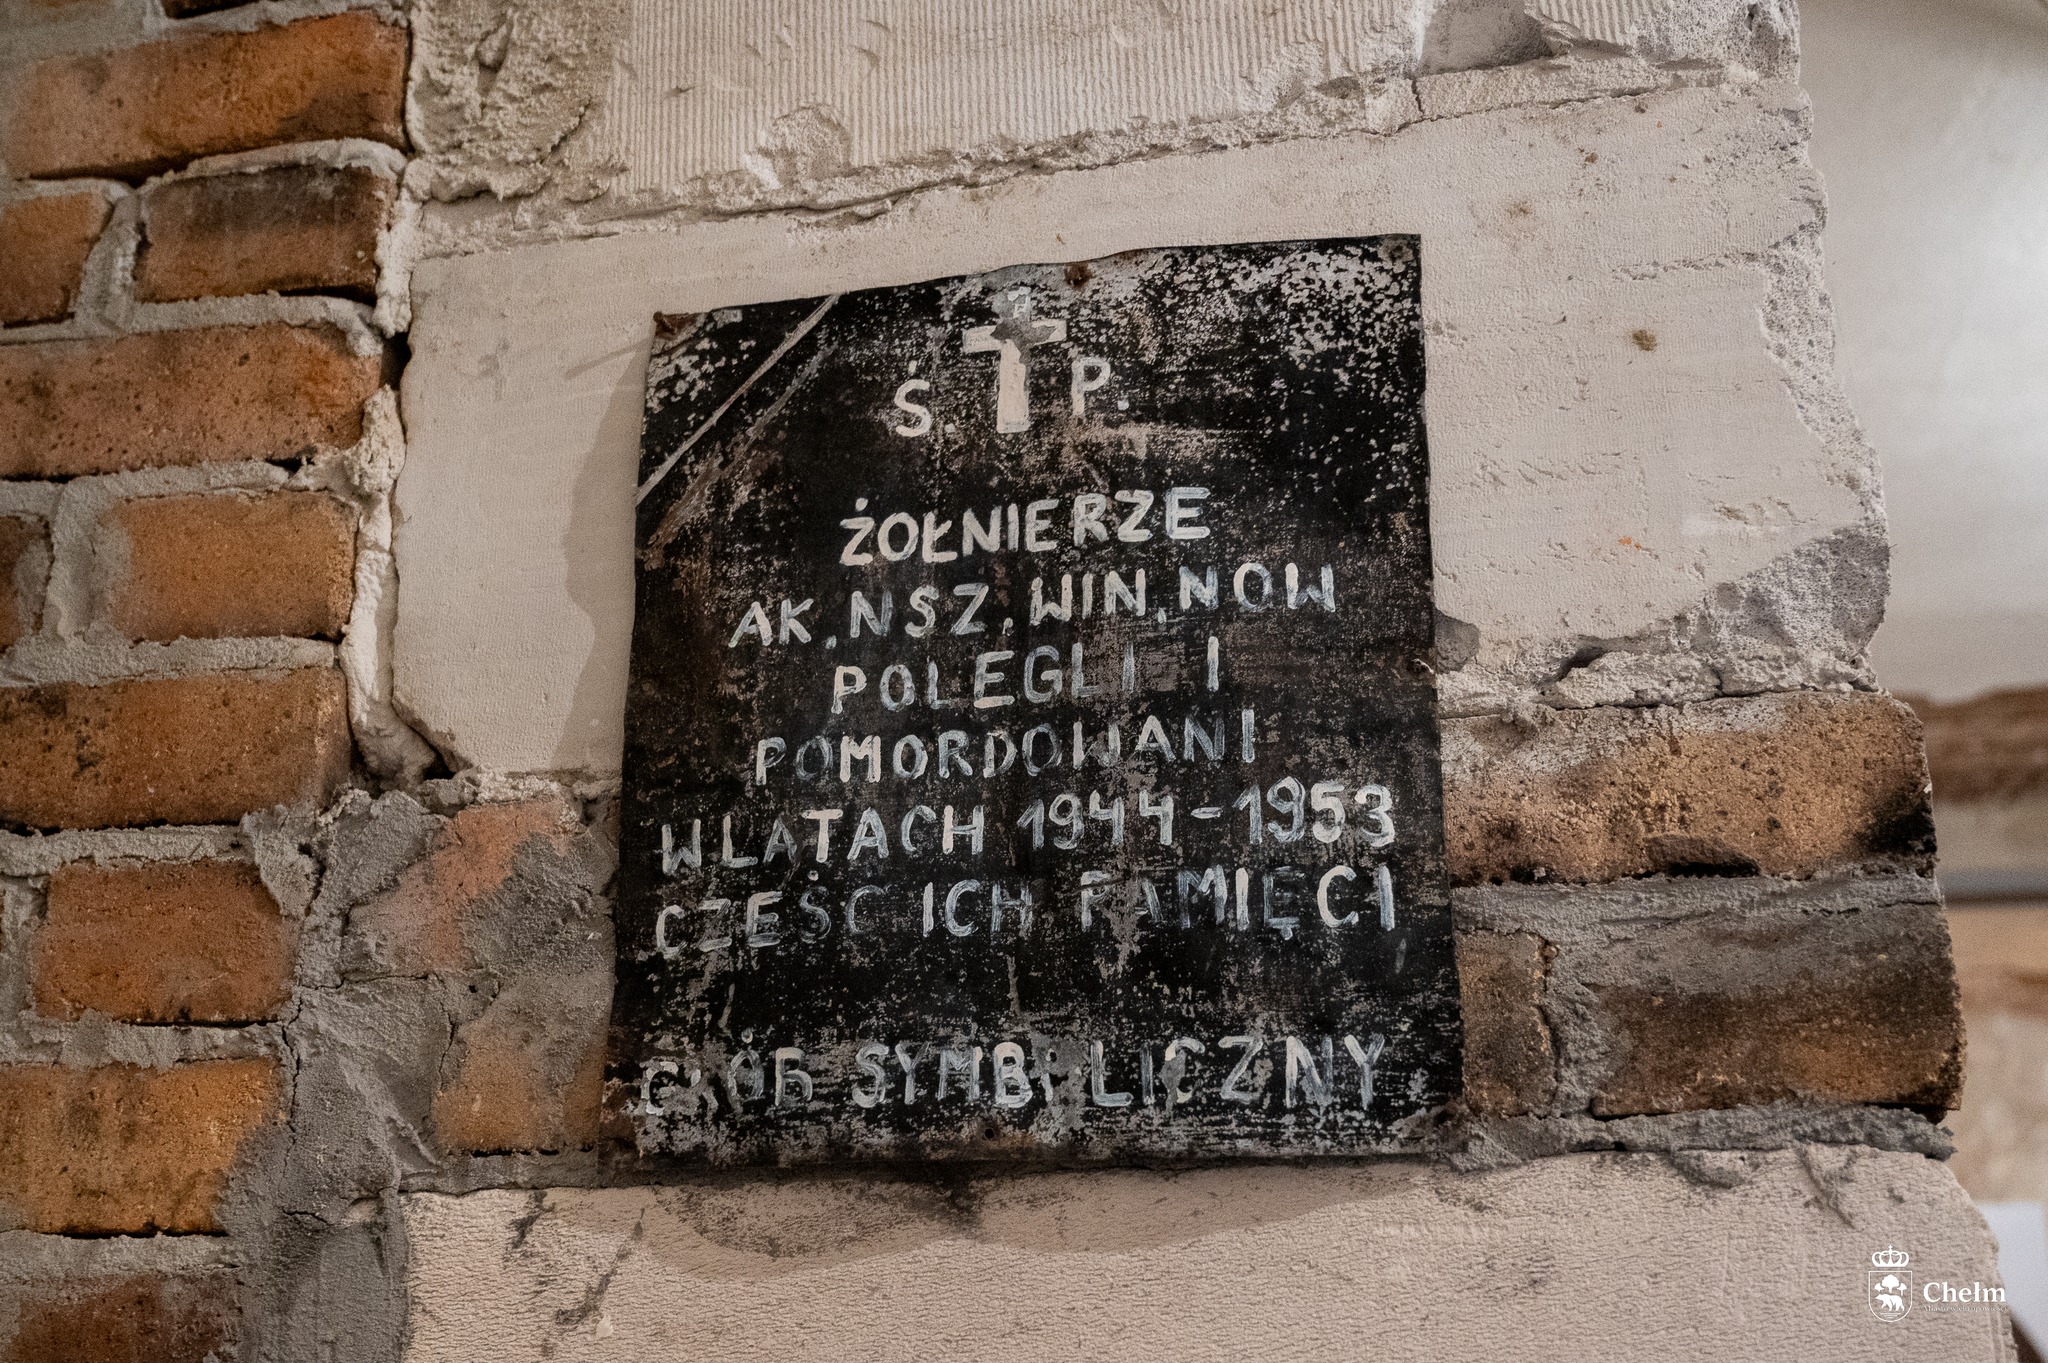 Ś. P.
ŻOŁNIERZE
AK, NSZ, WIN, NOW
POLEGLI I
POMORDOWANI
W LATACH 1944-1953
CZEŚĆ ICH PAMIĘCI
GRÓB SYMBOLICZNY
Chełm